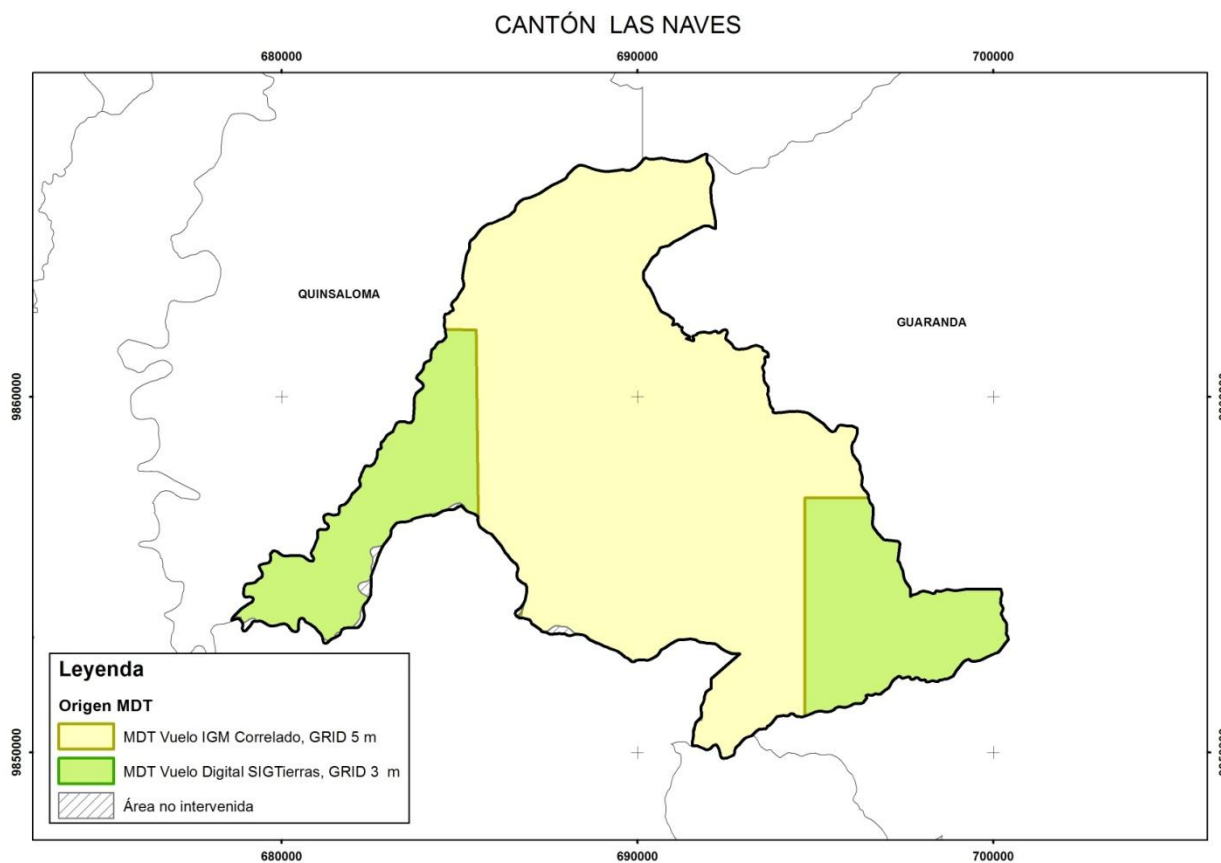 CANTÓN LAS NAVES
680000 690000 700000
QUINSALOMA
GUARANDA
9860000
9850000
Leyenda
Origen MDT
MDT Vuelo IGM Correlado, GRID 5 m
MDT Vuelo Digital SIGTierras, GRID 3 m
Área no intervenida
680000 690000 700000